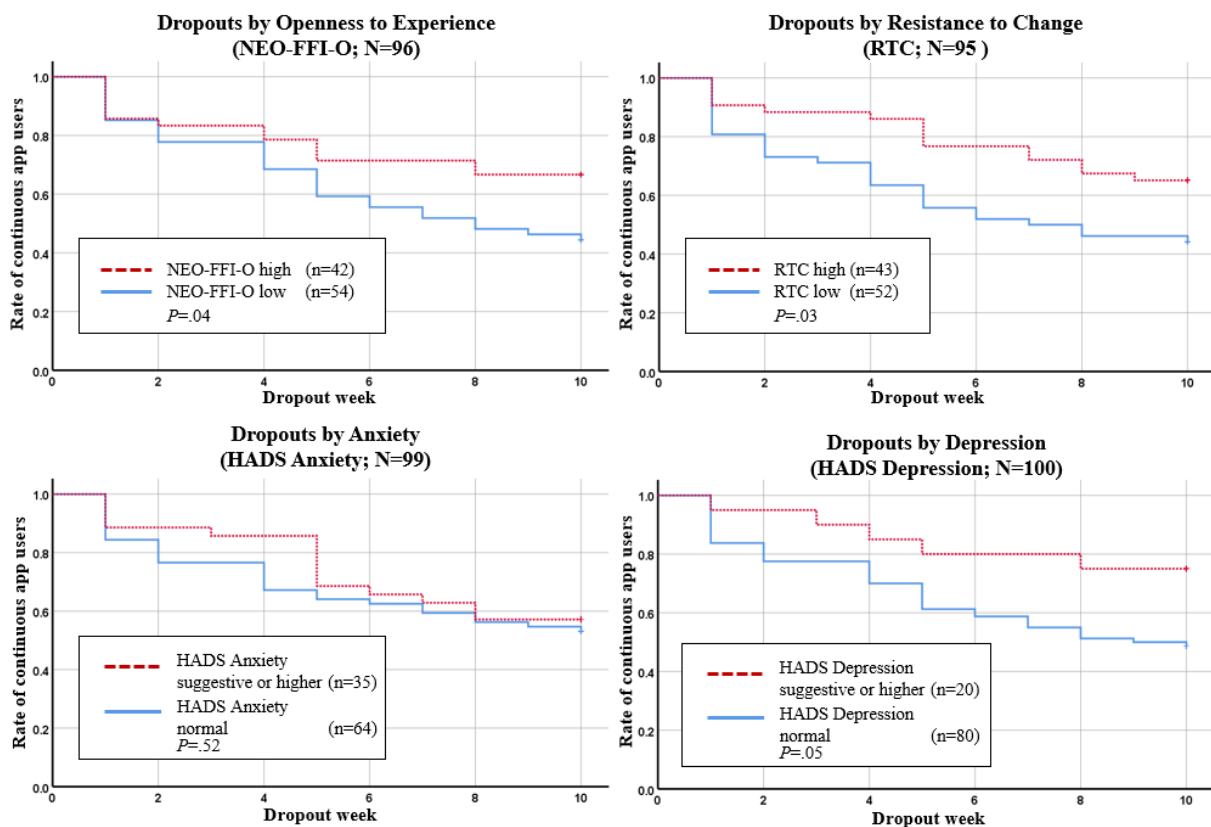 Dropouts by Openness to Experience
(NEO-FFI-O; N=96)
Rate of continuous app users
1.0
0.8
0.6
0.4
0.2
0.0
NEO-FFI-O high (n=42)
NEO-FFI-O low (n=54)
P=.04
0 2 4 6 8 10
Dropout week
Dropouts by Resistance to Change
(RTC; N=95 )
Rate of continuous app users
1.0
0.8
0.6
0.4
0.2
0.0
RTC high (n=43)
RTC low (n=52)
P=.03
0 2 4 6 8 10
Dropout week
Dropouts by Anxiety
(HADS Anxiety; N=99)
Rate of continuous app users
1.0
0.8
0.6
0.4
0.2
0.0
HADS Anxiety
suggestive or higher (n=35)
HADS Anxiety
normal (n=64)
P=.52
0 2 4 6 8 10
Dropout week
Dropouts by Depression
(HADS Depression; N=100)
Rate of continuous app users
1.0
0.8
0.6
0.4
0.2
0.0
HADS Depression
suggestive or higher (n=20)
HADS Depression
normal (n=80)
P=.05
0 2 4 6 8 10
Dropout week